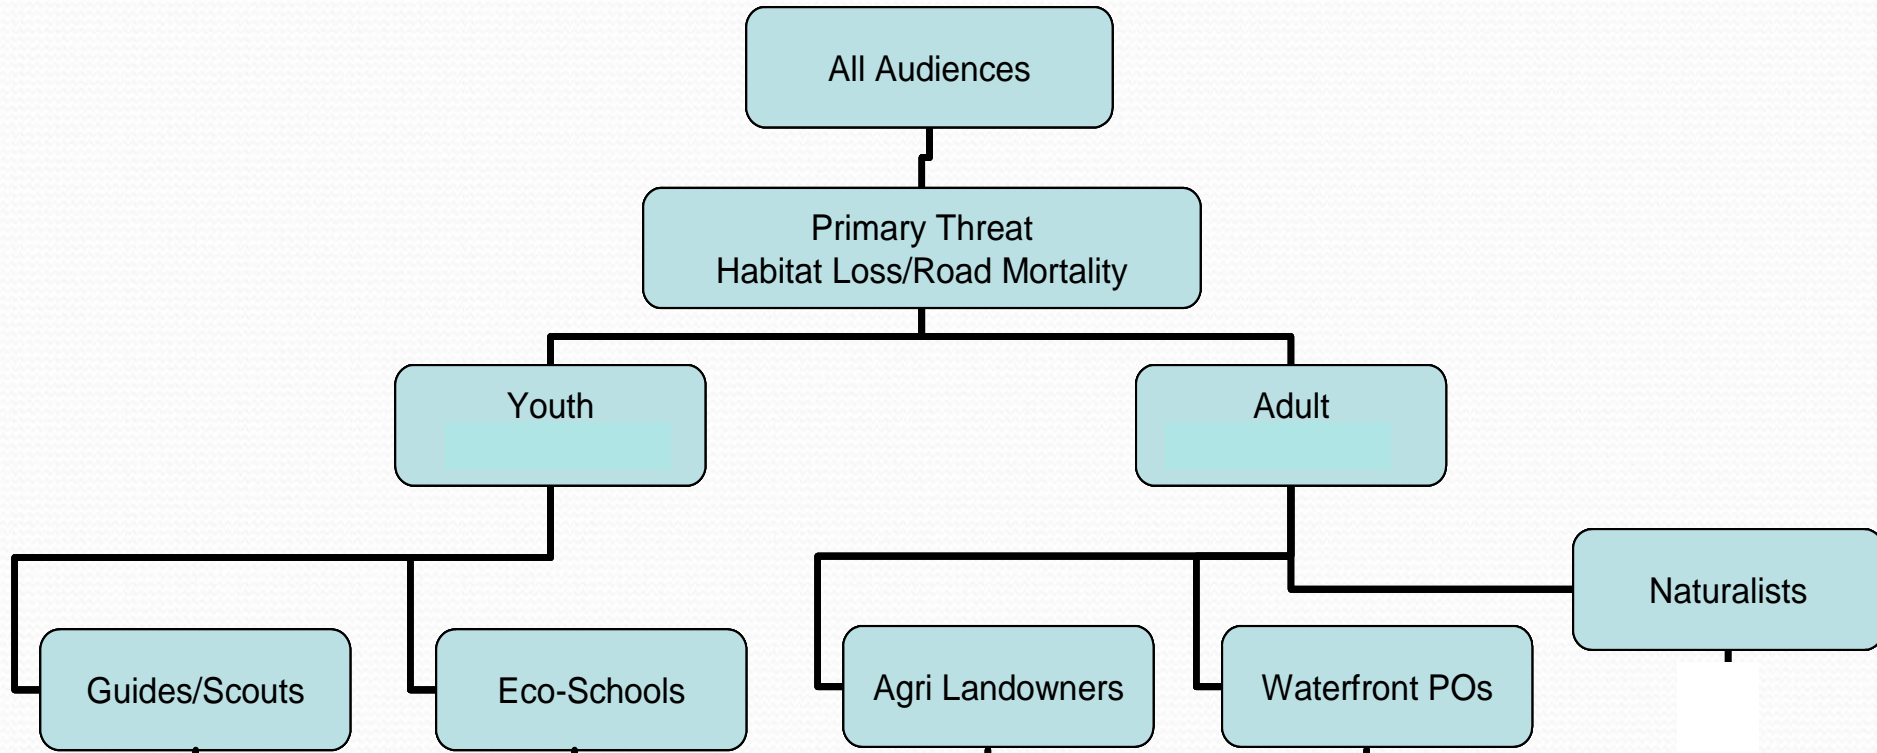 All Audiences
Primary Threat
Habitat Loss/Road Mortality
Youth
Adult
Naturalists
Guides/Scouts
Eco-Schools
Agri Landowners
Waterfront POs